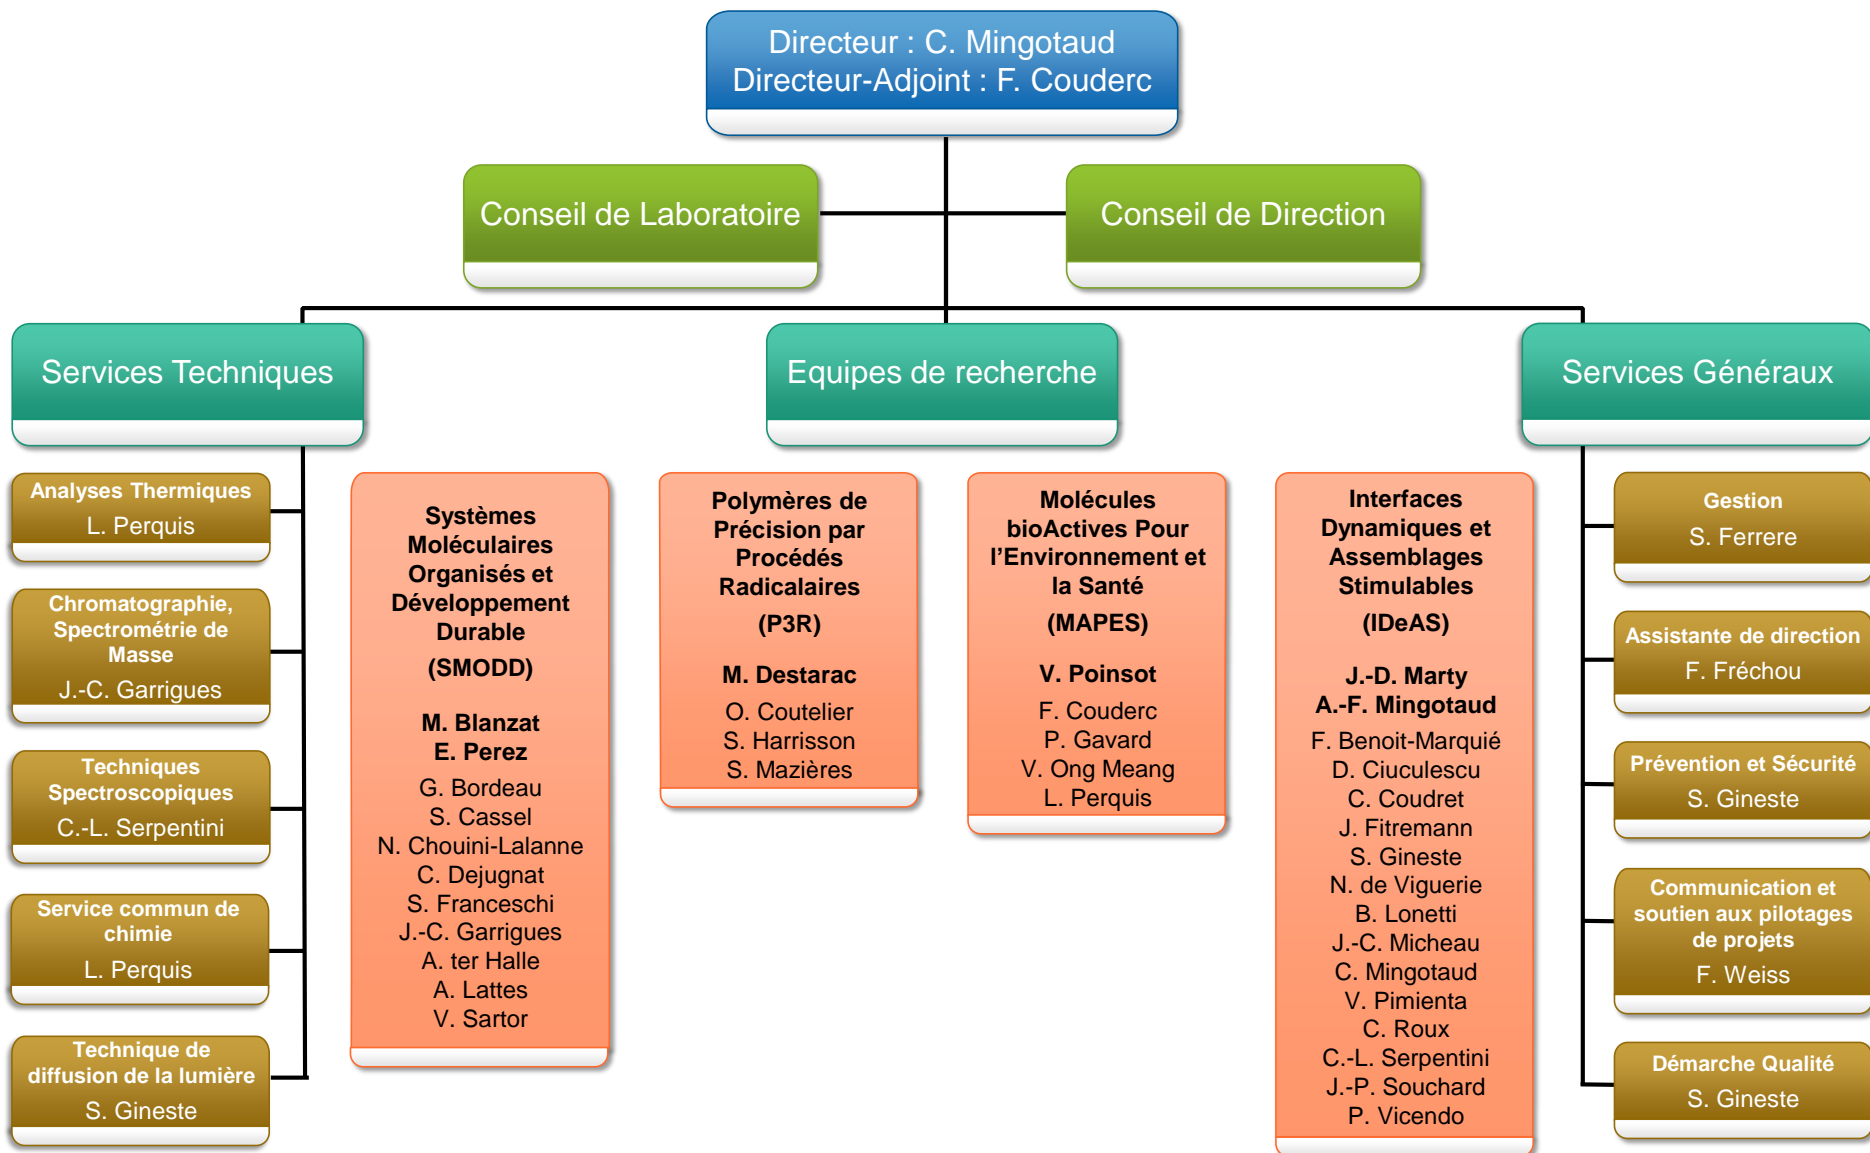 Directeur : C. Mingotaud
Directeur-Adjoint : F. Couderc
Conseil de Laboratoire
Conseil de Direction
Services Techniques
Equipes de recherche
Services Généraux
Analyses Thermiques
L. Perquis
Chromatographie,
Spectrométrie de
Masse
J.-C. Garrigues
Techniques
Spectroscopiques
C.-L. Serpentini
Service commun de
chimie
L. Perquis
Technique de
diffusion de la lumière
S. Gineste
Systèmes
Moléculaires
Organisés et
Développement
Durable
(SMODD)
M. Blanzat
E. Perez
G. Bordeau
S. Cassel
N. Chouini-Lalanne
C. Dejugnat
S. Franceschi
J.-C. Garrigues
A. ter Halle
A. Lattes
V. Sartor
Polymères de
Précision par
Procédés
Radicalaires
(P3R)
M. Destarac
O. Coutelier
S. Harrisson
S. Mazières
Molécules
bioActives Pour
l’Environnement et
la Santé
(MAPES)
V. Poinsot
F. Couderc
P. Gavard
V. Ong Meang
L. Perquis
Interfaces
Dynamiques et
Assemblages
Stimulables
(IDeAS)
J.-D. Marty
A.-F. Mingotaud
F. Benoit-Marquié
D. Ciuculescu
C. Coudret
J. Fitremann
S. Gineste
N. de Viguerie
B. Lonetti
J.-C. Micheau
C. Mingotaud
V. Pimienta
C. Roux
C.-L. Serpentini
J.-P. Souchard
P. Vicendo
Gestion
S. Ferrere
Assistante de direction
F. Fréchou
Prévention et Sécurité
S. Gineste
Communication et
soutien aux pilotages
de projets
F. Weiss
Démarche Qualité
S. Gineste